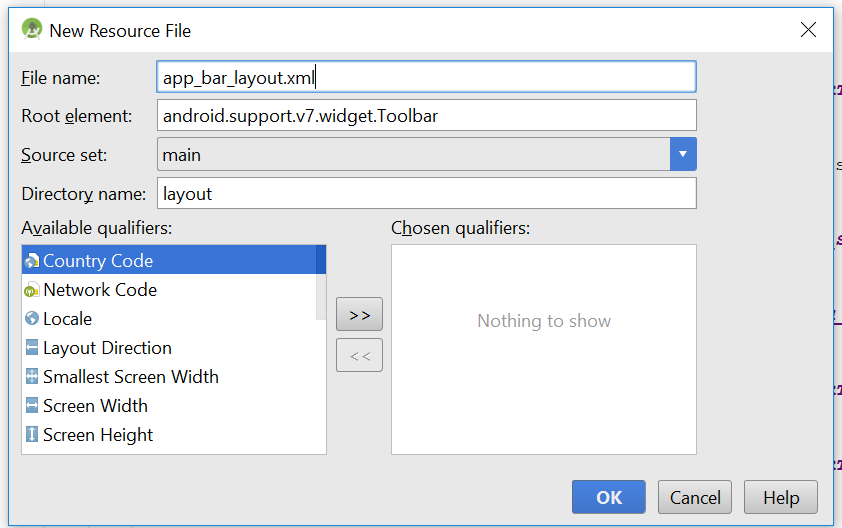 New Resource File
File name: app_bar_layout.xml
Root element: android.support.v7.widget.Toolbar
Source set: main
Directory name: layout
Available qualifiers: Chosen qualifiers:
Country Code
Network Code
Locale
Layout Direction
Smallest Screen Width
Screen Width
Screen Height
>>
<<
Nothing to show
OK Cancel Help